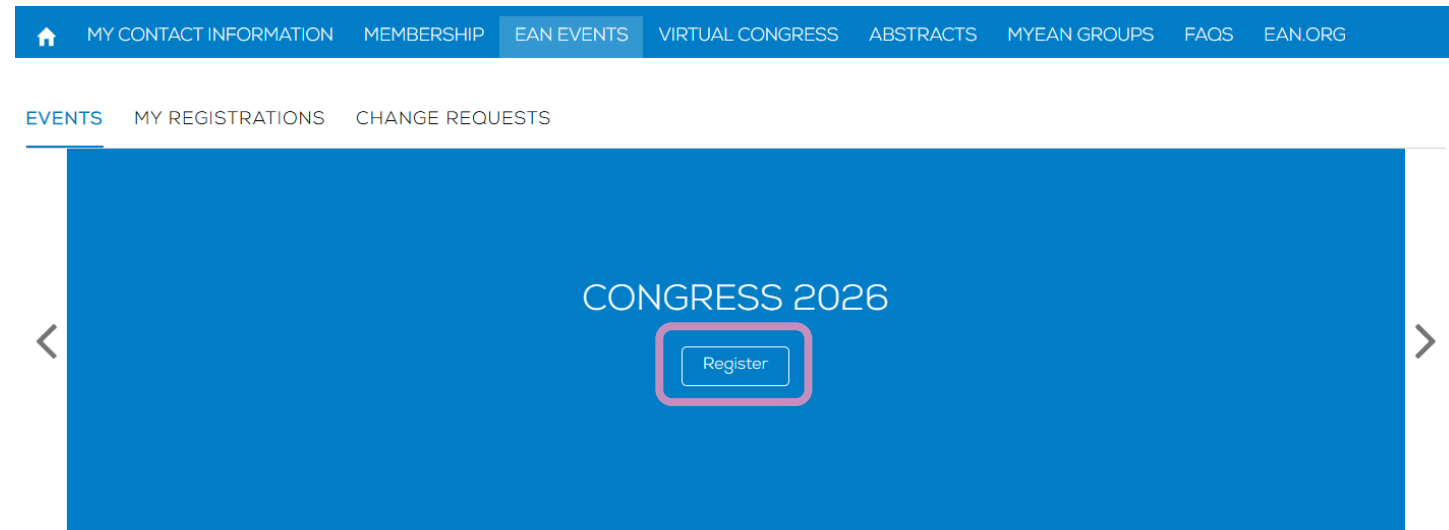 MY CONTACT INFORMATION MEMBERSHIP EAN EVENTS VIRTUAL CONGRESS ABSTRACTS MYEAN GROUPS FAQS EAN.ORG
EVENTS MY REGISTRATIONS CHANGE REQUESTS
CONGRESS 2026
Register